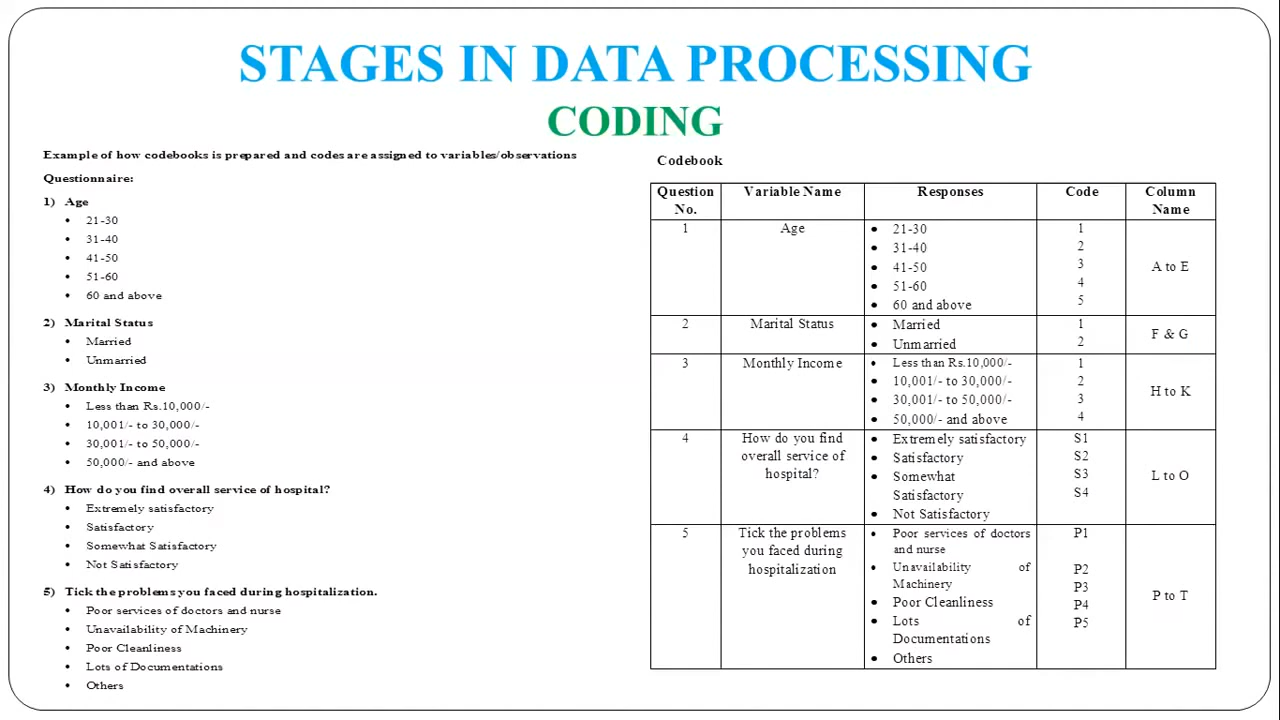 STAGES IN DATA PROCESSING
CODING
Example of how codebooks is prepared and codes are assigned to variables/observations
Questionnaire:
1) Age
• 21-30
• 31-40
• 41-50
• 51-60
• 60 and above
2) Marital Status
• Married
• Unmarried
3) Monthly Income
• Less than Rs.10,000/-
• 10,001/- to 30,000/-
• 30,001/- to 50,000/-
• 50,000/- and above
4) How do you find overall service of hospital?
• Extremely satisfactory
• Satisfactory
• Somewhat Satisfactory
• Not Satisfactory
5) Tick the problems you faced during hospitalization.
• Poor services of doctors and nurse
• Unavailability of Machinery
• Poor Cleanliness
• Lots of Documentations
• Others
Codebook
Question No. Variable Name Responses Code Column Name
1 Age • 21-30 1 A to E
• 31-40 2
• 41-50 3
• 51-60 4
• 60 and above 5
2 Marital Status • Married 1 F & G
• Unmarried 2
3 Monthly Income • Less than Rs.10,000/- 1 H to K
• 10,001/- to 30,000/- 2
• 30,001/- to 50,000/- 3
• 50,000/- and above 4
4 How do you find overall service of hospital? • Extremely satisfactory S1 L to O
• Satisfactory S2
• Somewhat Satisfactory S3
• Not Satisfactory S4
5 Tick the problems you faced during hospitalization • Poor services of doctors and nurse P1 P to T
• Unavailability of Machinery P2
• Poor Cleanliness P3
• Lots of Documentations P4
• Others P5